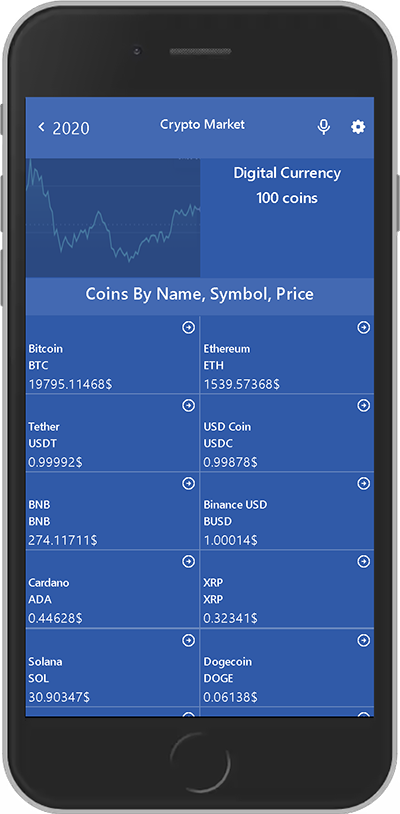 2020
Crypto Market
Digital Currency
100 coins
Coins By Name, Symbol, Price
Bitcoin
BTC
19795.11468$
Ethereum
ETH
1539.57368$
Tether
USDT
0.99992$
USD Coin
USDC
0.99878$
BNB
BNB
274.11711$
Binance USD
BUSD
1.00014$
Cardano
ADA
0.44628$
XRP
XRP
0.32341$
Solana
SOL
30.90347$
Dogecoin
DOGE
0.06138$